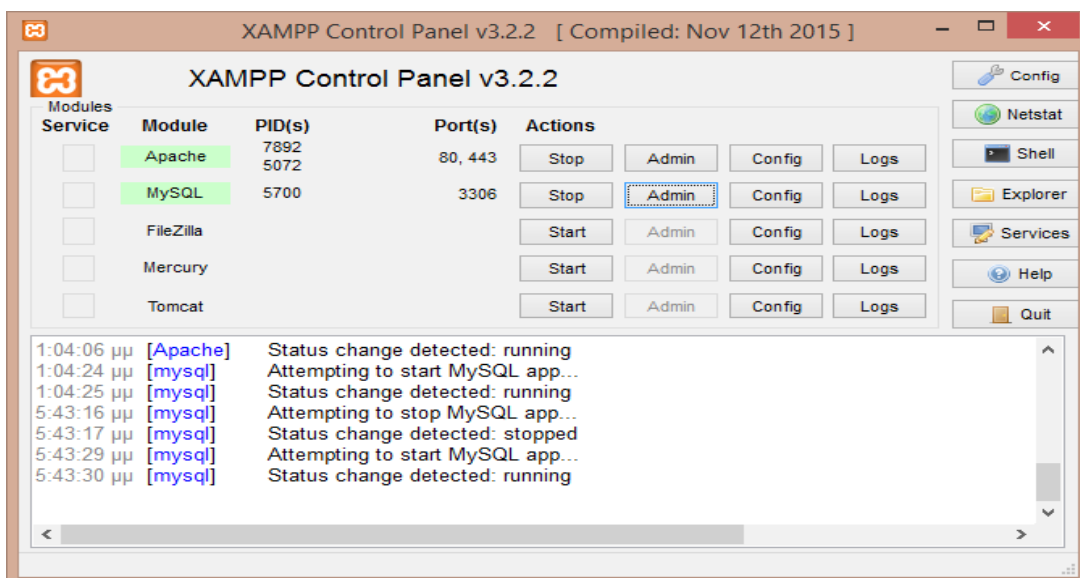 XAMPP Control Panel v3.2.2 [ Compiled: Nov 12th 2015 ]
XAMPP Control Panel v3.2.2
Config
Modules
Service Module PID(s) Port(s) Actions
Netstat
Apache 7892 5072 80, 443 Stop Admin Config Logs
Shell
MySQL 5700 3306 Stop Admin Config Logs
Explorer
FileZilla Start Admin Config Logs
Services
Mercury Start Admin Config Logs
Help
Tomcat Start Admin Config Logs
Quit
1:04:06 μμ [Apache] Status change detected: running
1:04:24 μμ [mysql] Attempting to start MySQL app...
1:04:25 μμ [mysql] Status change detected: running
5:43:16 μμ [mysql] Attempting to stop MySQL app...
5:43:17 μμ [mysql] Status change detected: stopped
5:43:29 μμ [mysql] Attempting to start MySQL app...
5:43:30 μμ [mysql] Status change detected: running